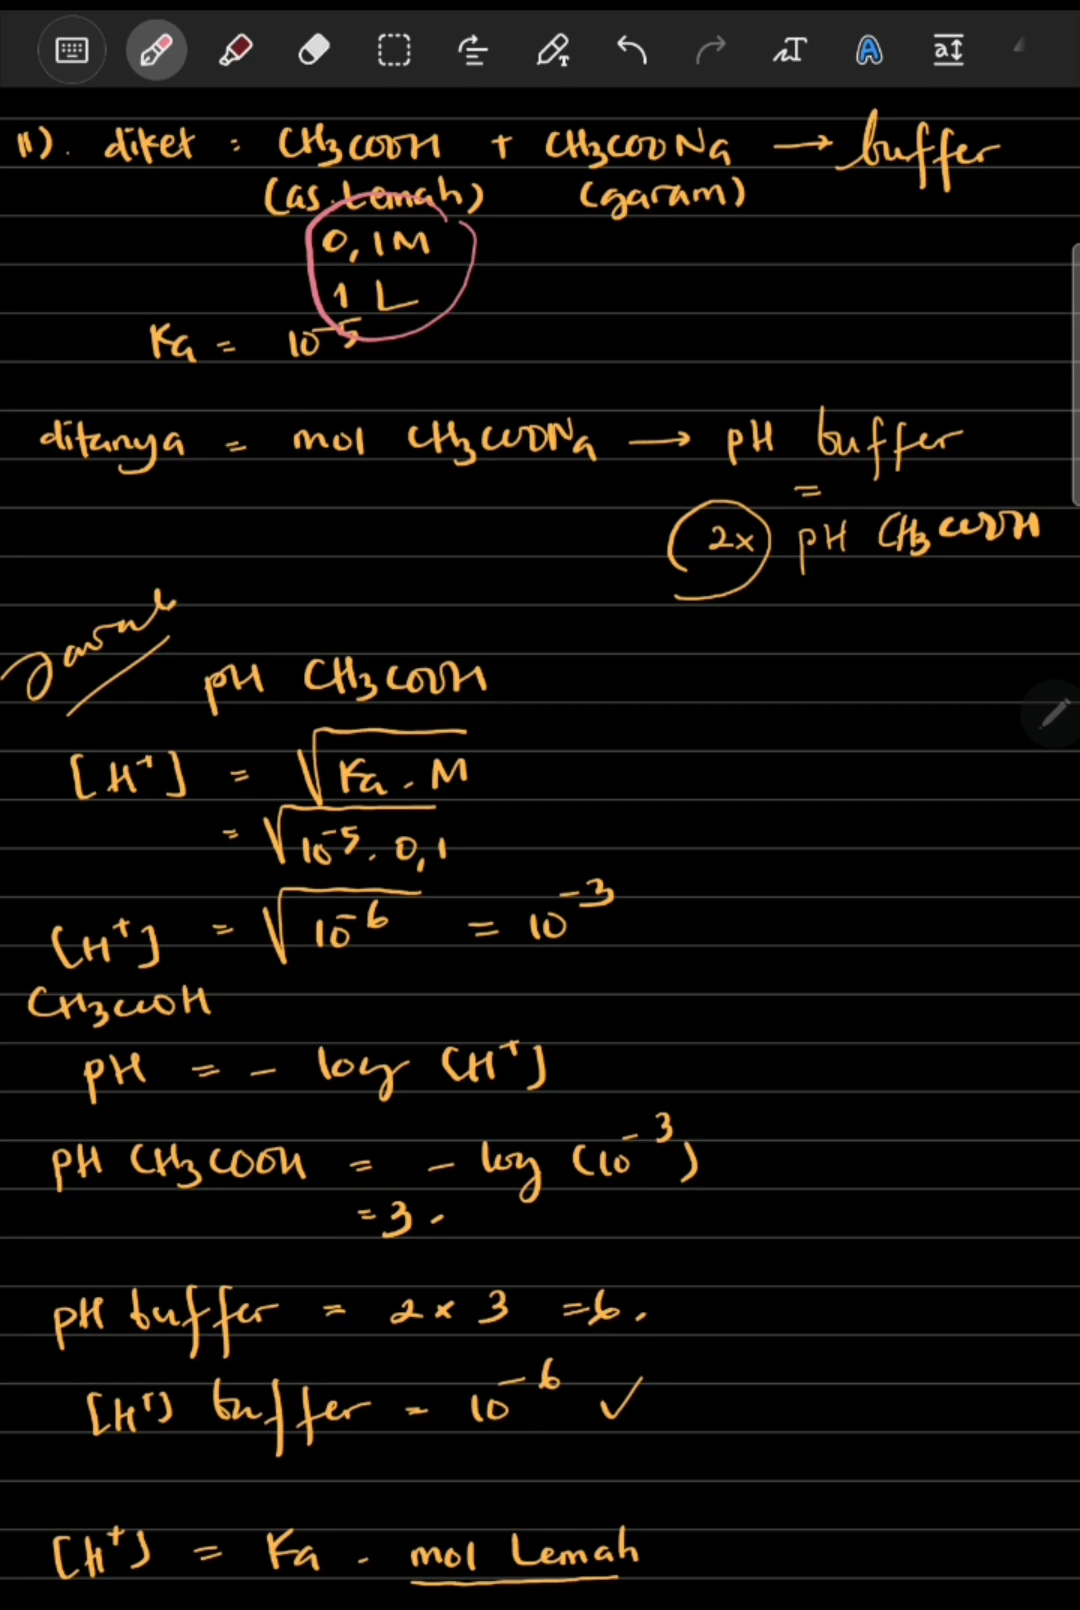 11). diket : CH3COOH + CH3COONa → buffer
(as. Lemah) (garam)
0,1M
1 L
Ka = 10^-5
ditanya = mol CH3COONa → pH buffer
=
2x pH CH3COOH
Jawab
pH CH3COOH
[H+] = √Ka . M
= √10^-5 . 0,1
[H+] = √10^-6 = 10^-3
CH3COOH
pH = - log [H+]
pH CH3COOH = - log (10^-3)
= 3.
pH buffer = 2 x 3 = 6.
[H+] buffer = 10^-6 ✓
[H+] = Ka . mol Lemah